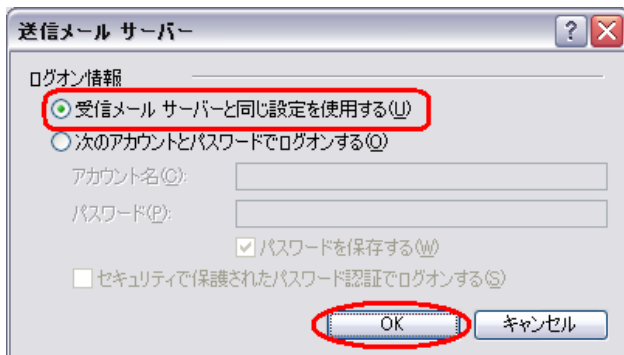 送信メール サーバー
ログオン情報
受信メール サーバーと同じ設定を使用する(U)
次のアカウントとパスワードでログオンする(O)
アカウント名(C):
パスワード(P):
パスワードを保存する(W)
セキュリティで保護されたパスワード認証でログオンする(S)
OK キャンセル